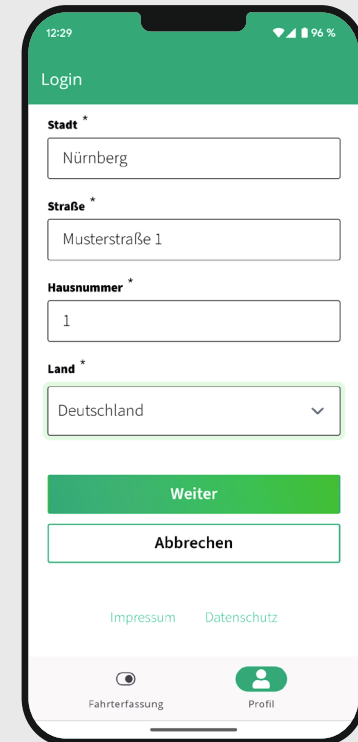 12:29 96 %
Login
Stadt *
Nürnberg
Straße *
Musterstraße 1
Hausnummer *
1
Land *
Deutschland
Weiter
Abbrechen
Impressum Datenschutz
Fahrterfassung Profil